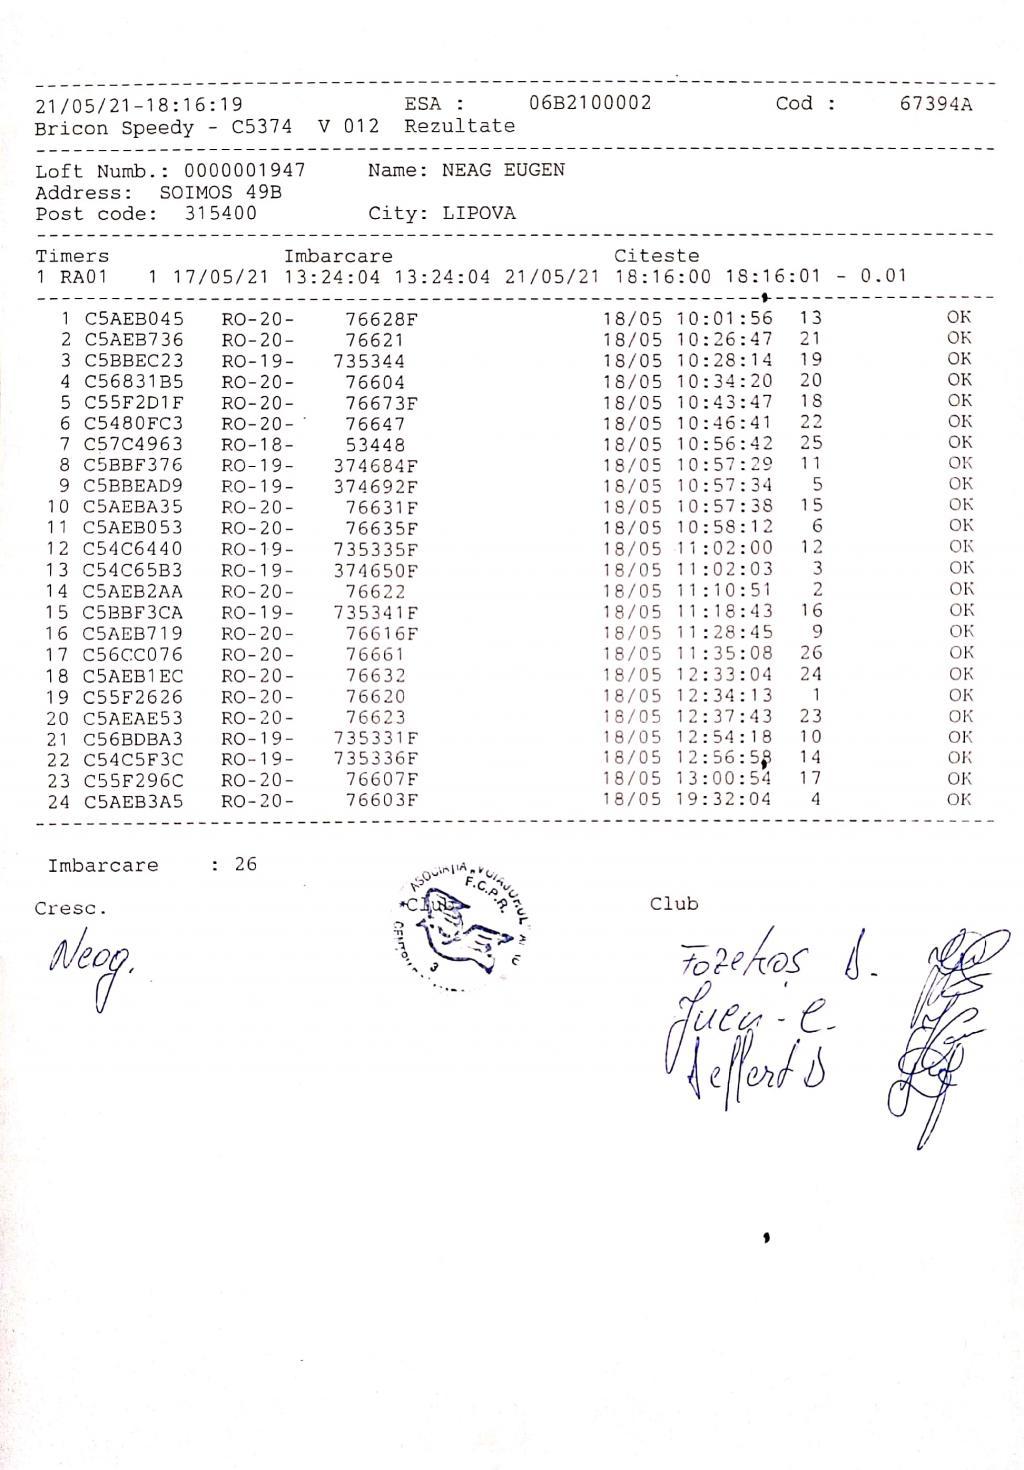 21/05/21-18:16:19 ESA : 06B2100002 Cod : 67394A
Bricon Speedy - C5374 V 012 Rezultate
Loft Numb.: 0000001947 Name: NEAG EUGEN
Address: SOIMOS 49B
Post code: 315400 City: LIPOVA
Timers Imbarcare Citeste
1 RA01 1 17/05/21 13:24:04 13:24:04 21/05/21 18:16:00 18:16:01 - 0.01
1 C5AEB045 RO-20- 76628F 18/05 10:01:56 13 OK
2 C5AEB736 RO-20- 76621 18/05 10:26:47 21 OK
3 C5BBEC23 RO-19- 735344 18/05 10:28:14 19 OK
4 C56831B5 RO-20- 76604 18/05 10:34:20 20 OK
5 C55F2D1F RO-20- 76673F 18/05 10:43:47 18 OK
6 C5480FC3 RO-20- 76647 18/05 10:46:41 22 OK
7 C57C4963 RO-18- 53448 18/05 10:56:42 25 OK
8 C5BBF376 RO-19- 374684F 18/05 10:57:29 11 OK
9 C5BBEAD9 RO-19- 374692F 18/05 10:57:34 5 OK
10 C5AEBA35 RO-20- 76631F 18/05 10:57:38 15 OK
11 C5AEB053 RO-20- 76635F 18/05 10:58:12 6 OK
12 C54C6440 RO-19- 735335F 18/05 11:02:00 12 OK
13 C54C65B3 RO-19- 374650F 18/05 11:02:03 3 OK
14 C5AEB2AA RO-20- 76622 18/05 11:10:51 2 OK
15 C5BBF3CA RO-19- 735341F 18/05 11:18:43 16 OK
16 C5AEB719 RO-20- 76616F 18/05 11:28:45 9 OK
17 C56CC076 RO-20- 76661 18/05 11:35:08 26 OK
18 C5AEB1EC RO-20- 76632 18/05 12:33:04 24 OK
19 C55F2626 RO-20- 76620 18/05 12:34:13 1 OK
20 C5AEAE53 RO-20- 76623 18/05 12:37:43 23 OK
21 C56BDBA3 RO-19- 735331F 18/05 12:54:18 10 OK
22 C54C5F3C RO-19- 735336F 18/05 12:56:58 14 OK
23 C55F296C RO-20- 76607F 18/05 13:00:54 17 OK
24 C5AEB3A5 RO-20- 76603F 18/05 19:32:04 4 OK
Imbarcare : 26
Cresc. Club Club
ASOCIAȚIA "VOIAJORUL"
F.C.P.R.
3
Neag.